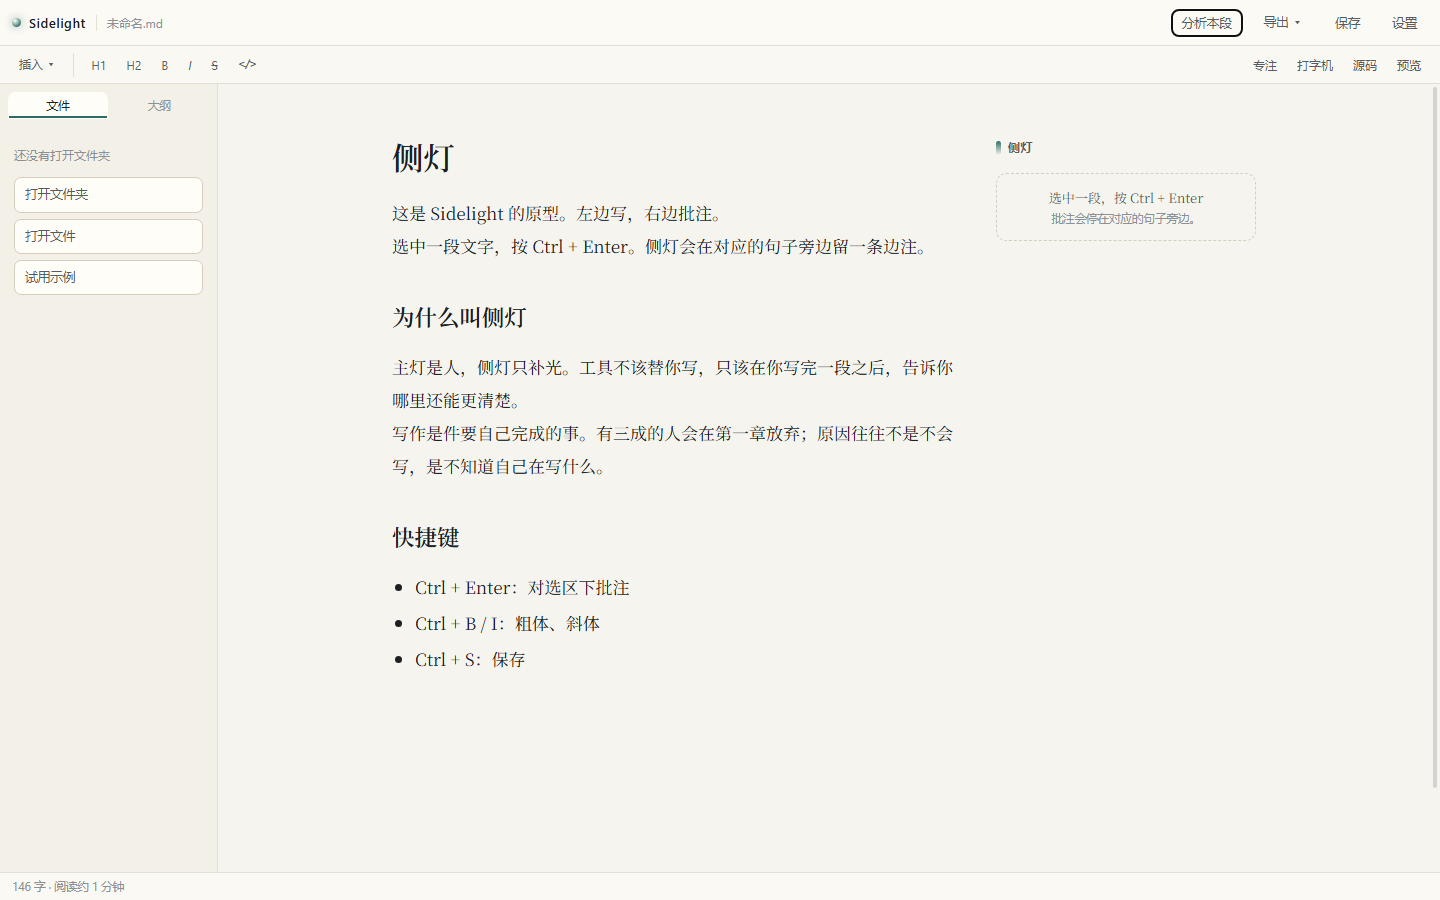 Sidelight
未命名.md
分析本段
导出
保存
设置
插入
H1
H2
B
I
S
</>
专注
打字机
源码
预览
文件
大纲
还没有打开文件夹
打开文件夹
打开文件
试用示例
侧灯
这是 Sidelight 的原型。左边写，右边批注。
选中一段文字，按 Ctrl + Enter。侧灯会在对应的句子旁边留一条边注。
为什么叫侧灯
主灯是人，侧灯只补光。工具不该替你写，只该在你写完一段之后，告诉你
哪里还能更清楚。
写作是件要自己完成的事。有三成的人会在第一章放弃；原因往往不是不会
写，是不知道自己在写什么。
快捷键
Ctrl + Enter：对选区下批注
Ctrl + B / I：粗体、斜体
Ctrl + S：保存
侧灯
选中一段，按 Ctrl + Enter
批注会停在对应的句子旁边。
146 字 · 阅读约 1 分钟